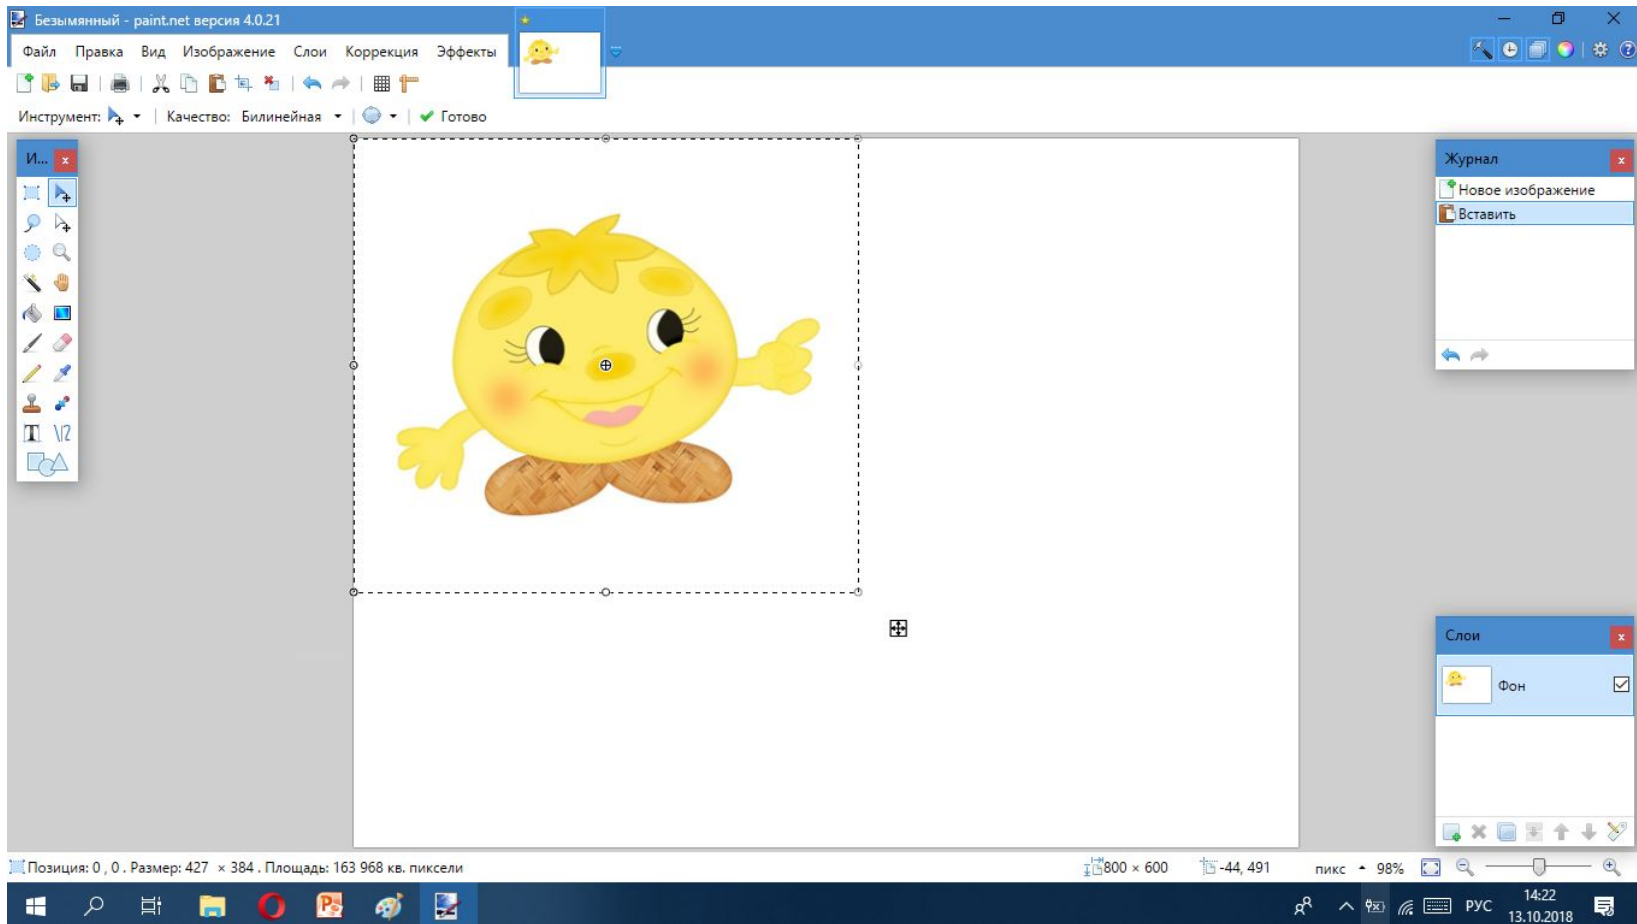 Безымянный - paint.net версия 4.0.21
Файл Правка Вид Изображение Слои Коррекция Эффекты
Инструмент: Качество: Билинейная Готово
И...
Журнал
Новое изображение
Вставить
Слои
Фон
Позиция: 0 , 0 . Размер: 427 × 384 . Площадь: 163 968 кв. пиксели 800 × 600 -44, 491 пикс 98%
РУС 14:22
13.10.2018